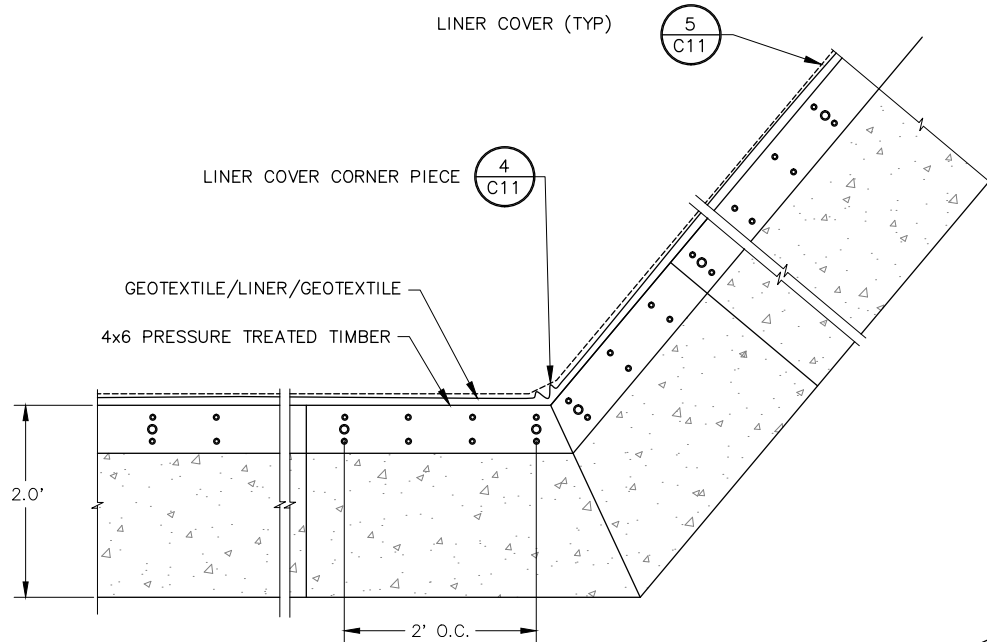 LINER COVER (TYP)
5
C11
LINER COVER CORNER PIECE
4
C11
GEOTEXTILE/LINER/GEOTEXTILE
4x6 PRESSURE TREATED TIMBER
2.0'
2' O.C.